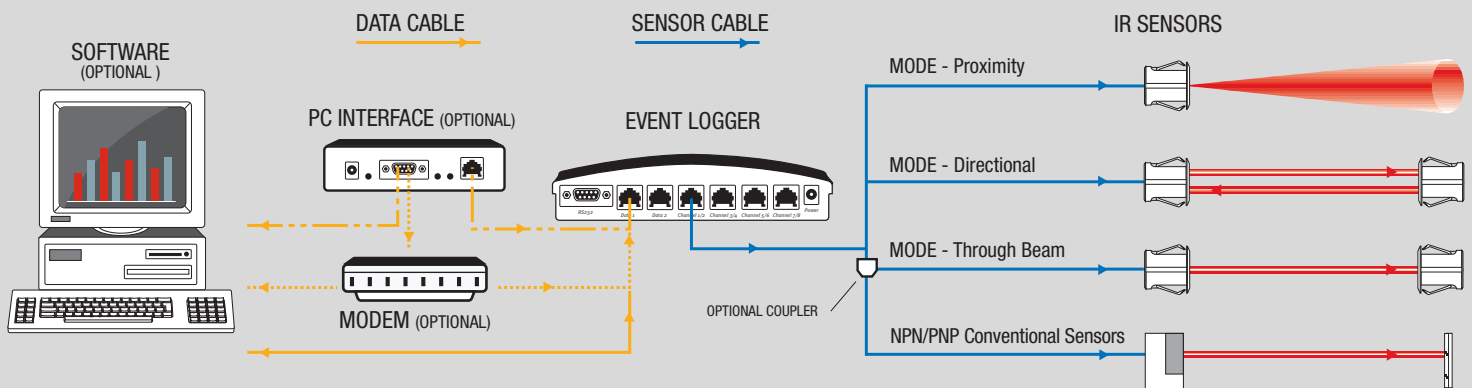 DATA CABLE
SENSOR CABLE
IR SENSORS
SOFTWARE
(OPTIONAL )
PC INTERFACE (OPTIONAL)
EVENT LOGGER
RS232
Data 1
Data 2
Channel 1/2
Channel 3/4
Channel 5/6
Channel 7/8
Power
MODEM (OPTIONAL)
OPTIONAL COUPLER
MODE - Proximity
MODE - Directional
MODE - Through Beam
NPN/PNP Conventional Sensors